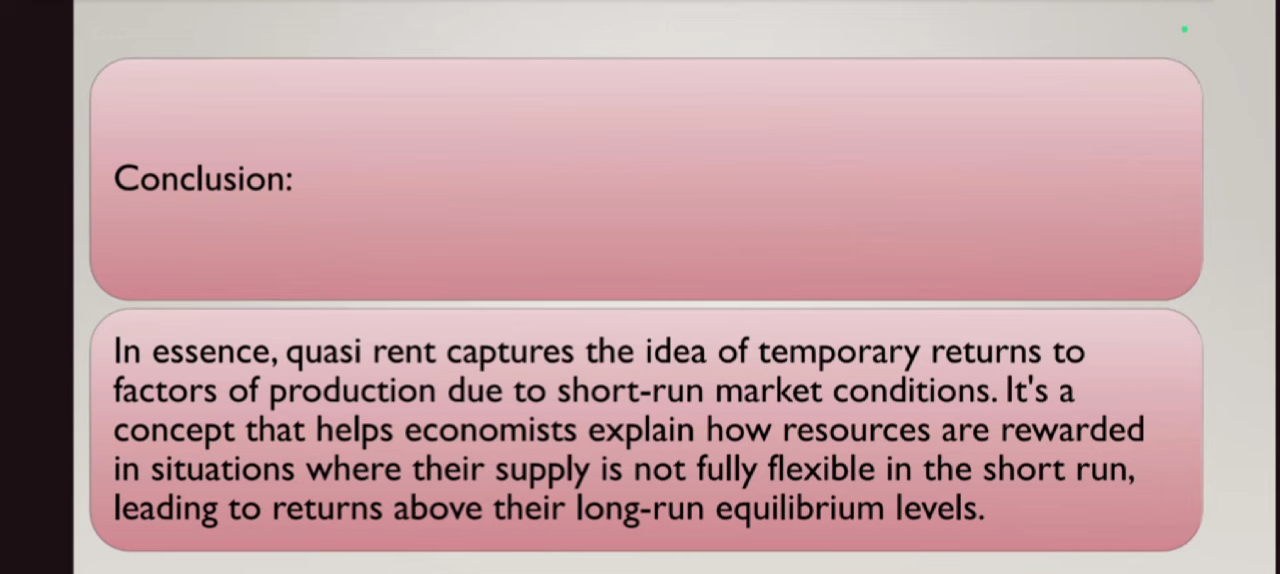 Conclusion:
In essence, quasi rent captures the idea of temporary returns to
factors of production due to short-run market conditions. It's a
concept that helps economists explain how resources are rewarded
in situations where their supply is not fully flexible in the short run,
leading to returns above their long-run equilibrium levels.